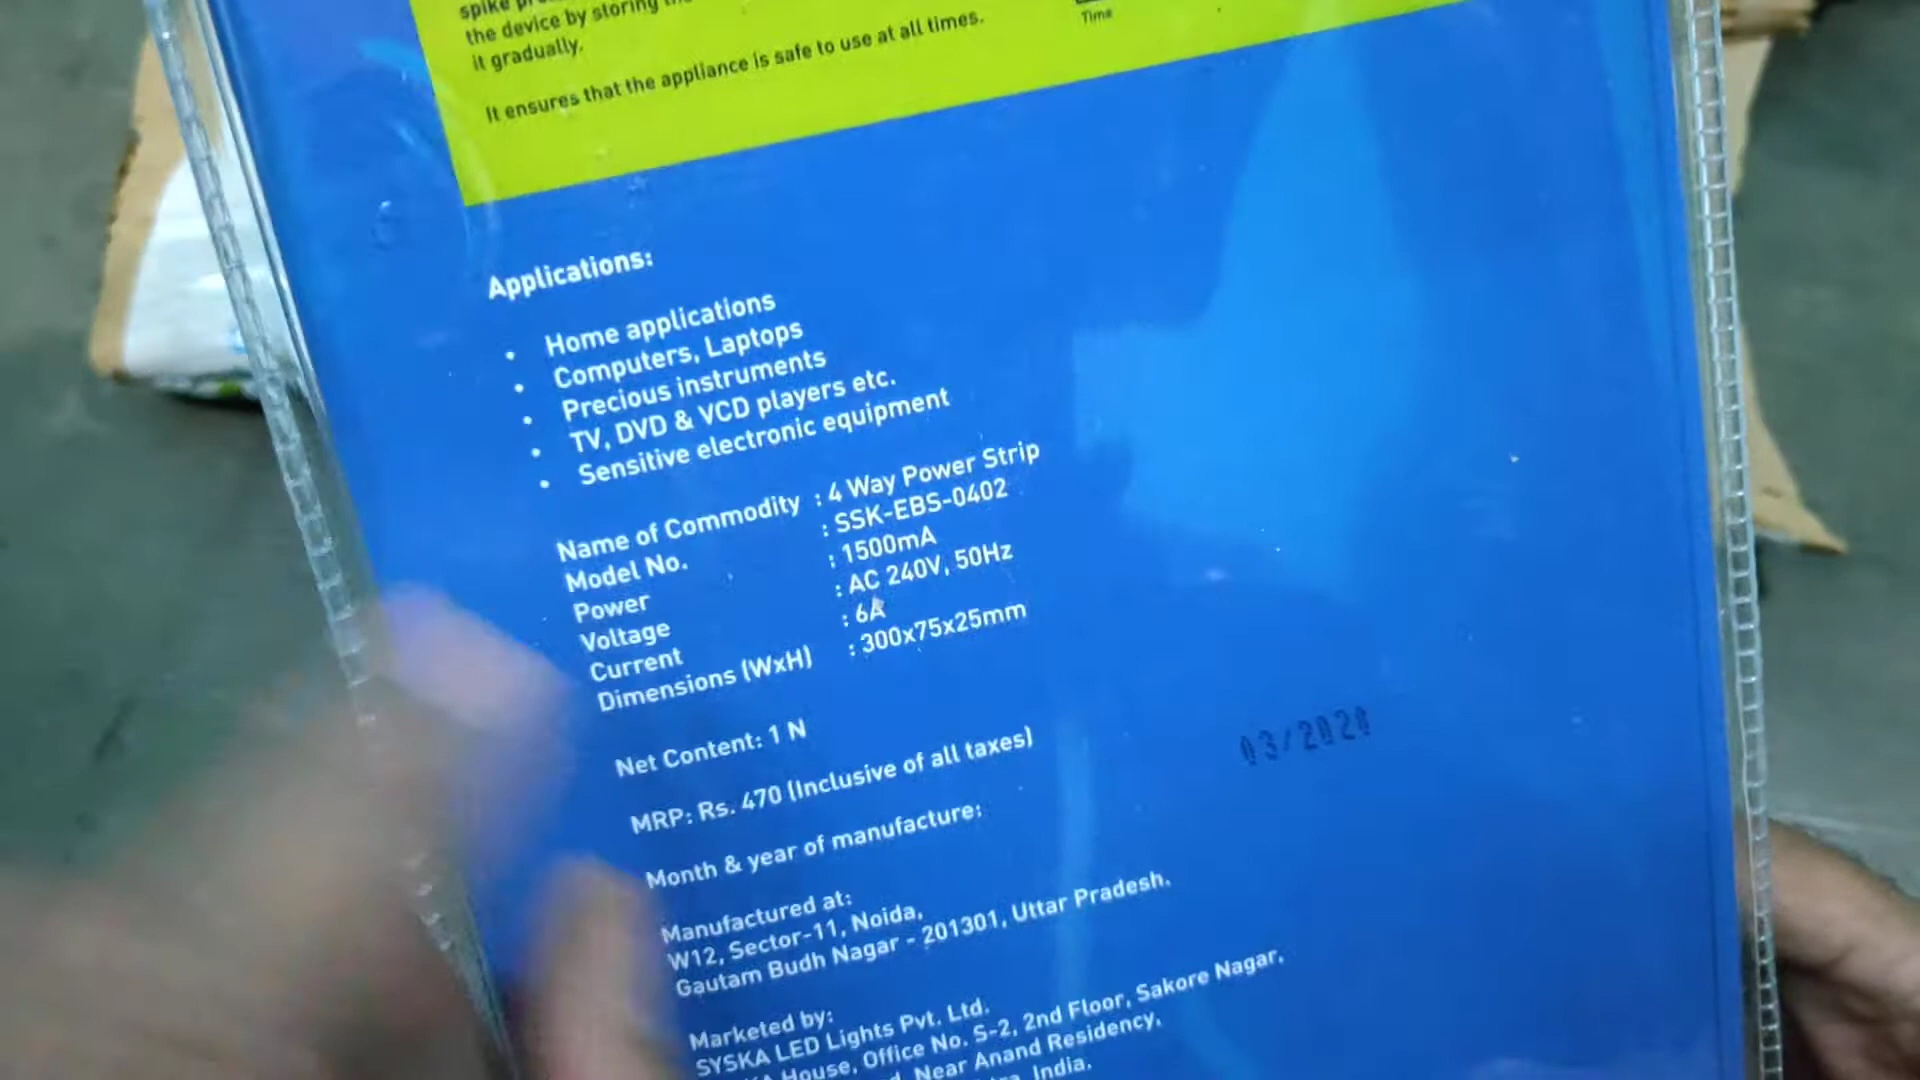 spike
the device by storing
it gradually.
It ensures that the appliance is safe to use at all times.
Time
Applications:
• Home applications
• Computers, Laptops
• Precious instruments
• TV, DVD & VCD players etc.
• Sensitive electronic equipment
Name of Commodity : 4 Way Power Strip
Model No. : SSK-EBS-0402
Power : 1500mA
Voltage : AC 240V, 50Hz
Current : 6A
Dimensions (WxH) : 300x75x25mm
Net Content: 1 N
MRP: Rs. 470 (Inclusive of all taxes)
03/2020
Month & year of manufacture:
Manufactured at:
W12, Sector-11, Noida,
Gautam Budh Nagar - 201301, Uttar Pradesh.
Marketed by:
SYSKA LED Lights Pvt. Ltd.
House, Office No. S-2, 2nd Floor, Sakore Nagar,
Near Anand Residency,
India.